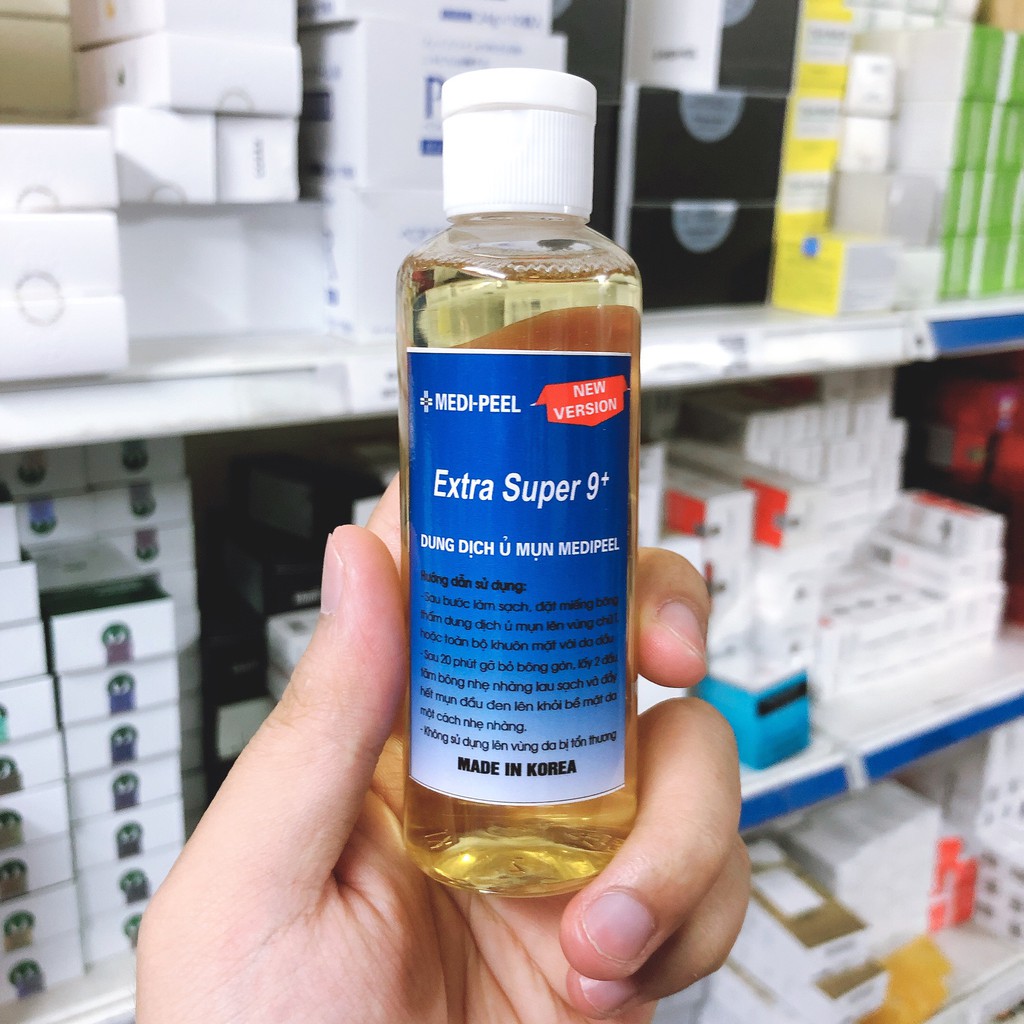 MEDI-PEEL
NEW
VERSION
Extra Super 9+
DUNG DỊCH Ủ MỤN MEDIPEEL
Hướng dẫn sử dụng:
- Sau bước làm sạch, đặt miếng bông
thấm dung dịch ủ mụn lên vùng chữ T
hoặc toàn bộ khuôn mặt với da dầu
- Sau 20 phút gỡ bỏ bông gán, lấy 2 đầu
tăm bông nhẹ nhàng lau sạch và đẩy
hết mụn đầu đen lên khỏi bề mặt da
một cách nhẹ nhàng.
- Không sử dụng lên vùng da bị tổn thương
MADE IN KOREA